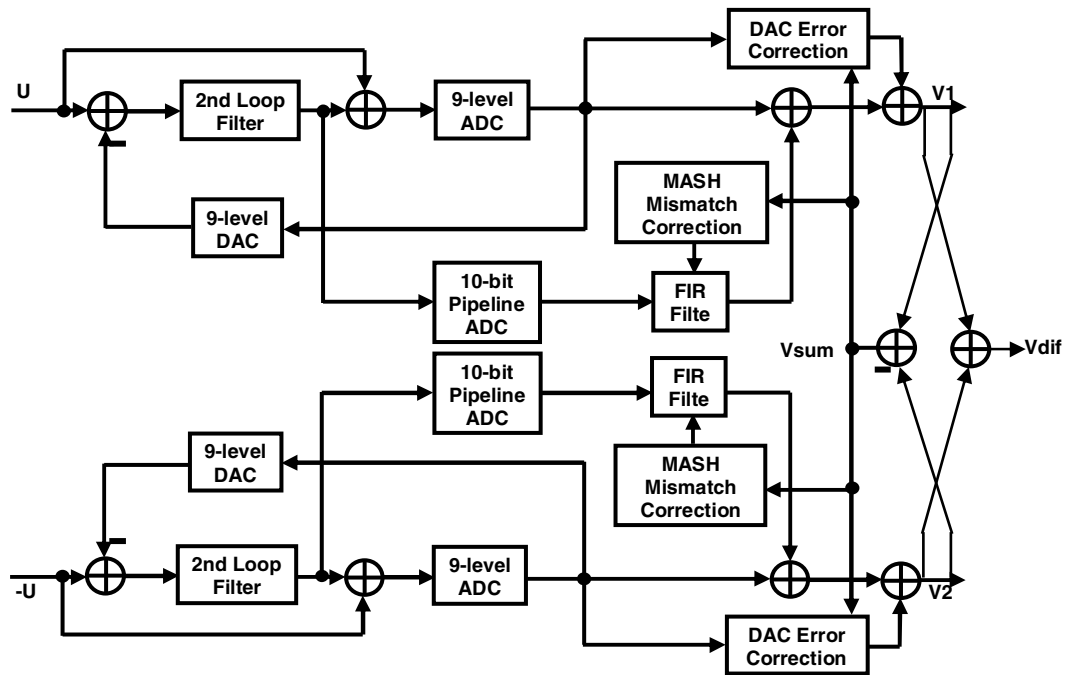 DAC Error
Correction
U
2nd Loop
Filter
9-level
ADC
V1
MASH
Mismatch
Correction
9-level
DAC
10-bit
Pipeline
ADC
FIR
Filte
Vsum
Vdif
10-bit
Pipeline
ADC
FIR
Filte
9-level
DAC
MASH
Mismatch
Correction
-U
2nd Loop
Filter
9-level
ADC
V2
DAC Error
Correction